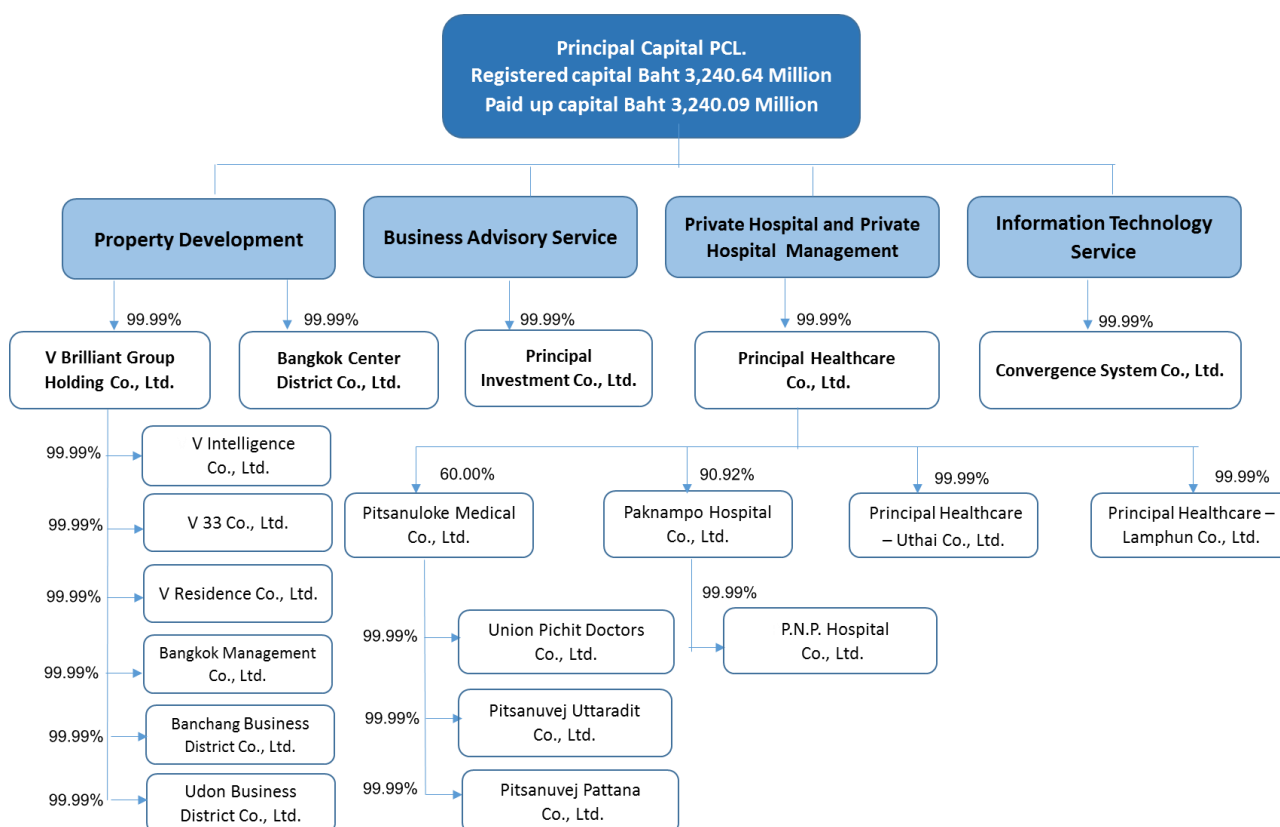 Principal Capital PCL.
Registered capital Baht 3,240.64 Million
Paid up capital Baht 3,240.09 Million
Property Development
Business Advisory Service
Private Hospital and Private
Hospital Management
Information Technology
Service
99.99%
99.99%
99.99%
99.99%
99.99%
V Brilliant Group
Holding Co., Ltd.
Bangkok Center
District Co., Ltd.
Principal
Investment Co., Ltd.
Principal Healthcare
Co., Ltd.
Convergence System Co., Ltd.
99.99%
V Intelligence
Co., Ltd.
99.99%
V 33 Co., Ltd.
99.99%
V Residence Co., Ltd.
99.99%
Bangkok Management
Co., Ltd.
99.99%
Banchang Business
District Co., Ltd.
99.99%
Udon Business
District Co., Ltd.
60.00%
90.92%
99.99%
99.99%
Pitsanuloke Medical
Co., Ltd.
Paknampo Hospital
Co., Ltd.
Principal Healthcare
– Uthai Co., Ltd.
Principal Healthcare –
Lamphun Co., Ltd.
99.99%
Union Pichit Doctors
Co., Ltd.
99.99%
Pitsanuvej Uttaradit
Co., Ltd.
99.99%
Pitsanuvej Pattana
Co., Ltd.
99.99%
P.N.P. Hospital
Co., Ltd.